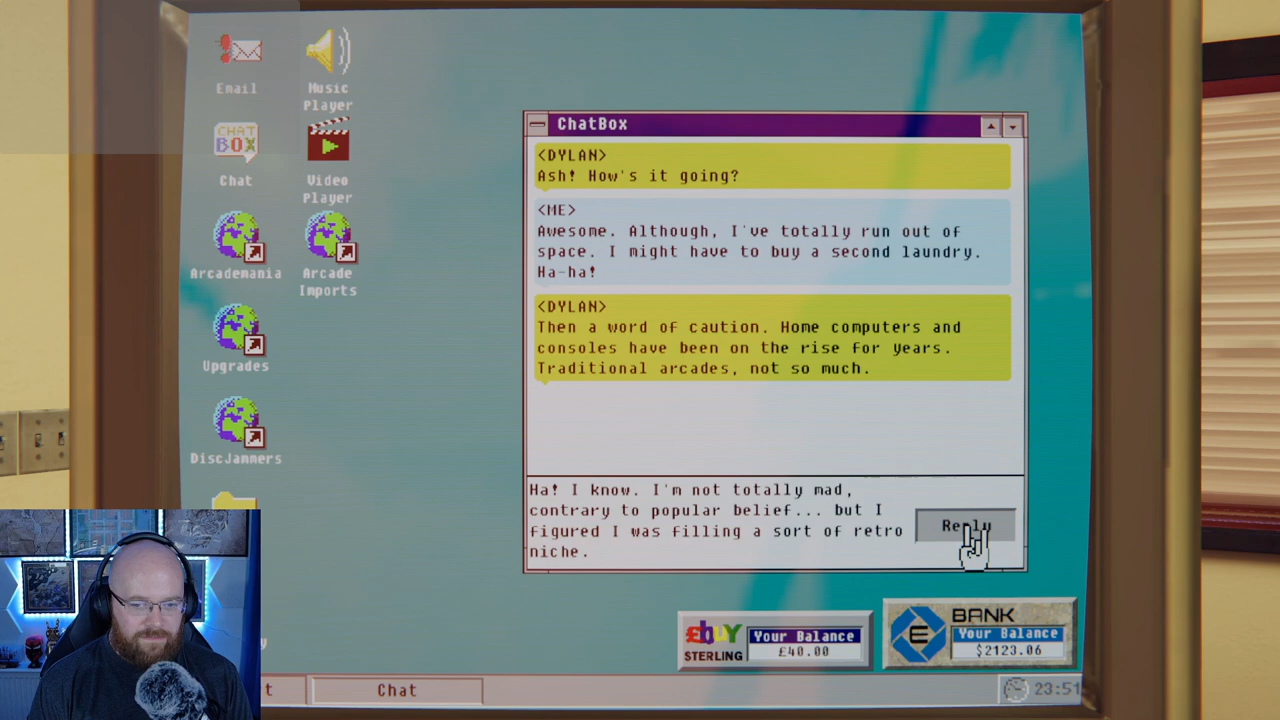 Email
Music
Player
CHAT
BOX
Chat
Video
Player
Arcademania
Arcade
Imports
Upgrades
DiscJammers
ChatBox
<DYLAN>
Ash! How's it going?
<ME>
Awesome. Although, I've totally run out of
space. I might have to buy a second laundry.
Ha-ha!
<DYLAN>
Then a word of caution. Home computers and
consoles have been on the rise for years.
Traditional arcades, not so much.
Ha! I know. I'm not totally mad,
contrary to popular belief... but I
figured I was filling a sort of retro
niche.
Reply
£buY
STERLING
Your Balance
£40.00
E
BANK
Your Balance
$2123.06
Chat
23:51